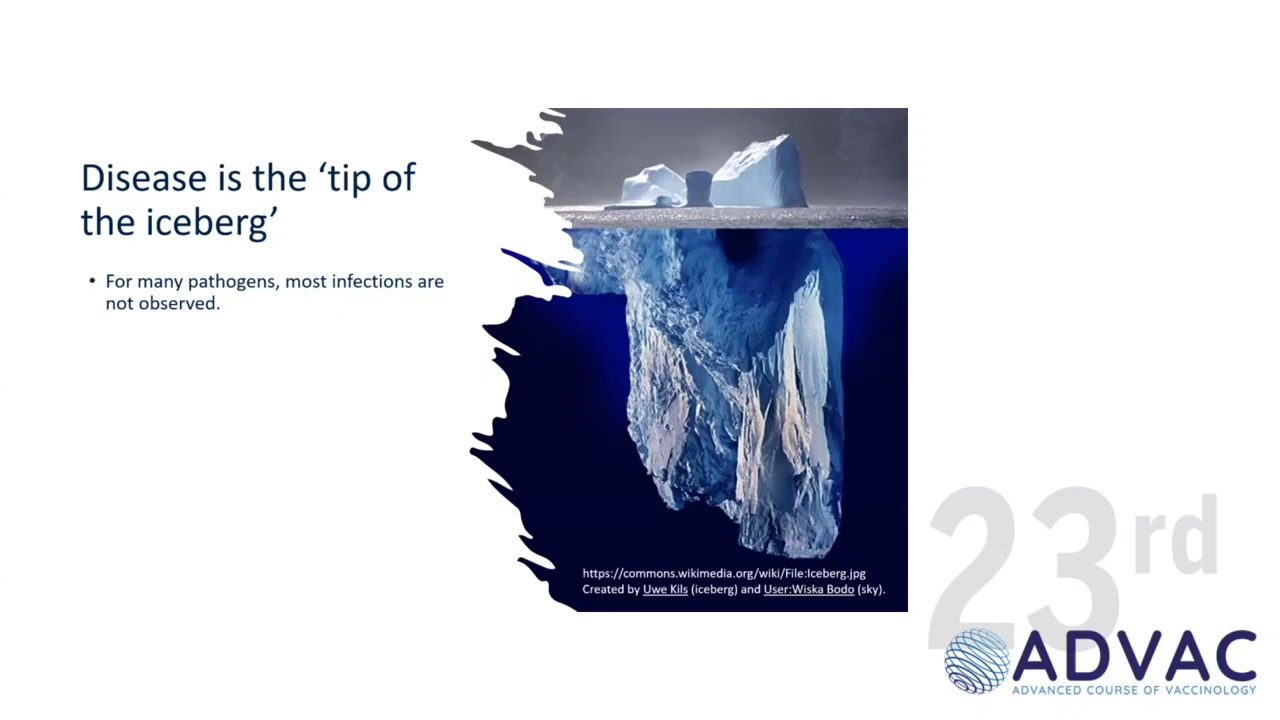 Disease is the ‘tip of
the iceberg’
• For many pathogens, most infections are
not observed.
https://commons.wikimedia.org/wiki/File:Iceberg.jpg
Created by Uwe Kils (iceberg) and User:Wiska Bodo (sky).
23rd
ADVAC
ADVANCED COURSE OF VACCINOLOGY